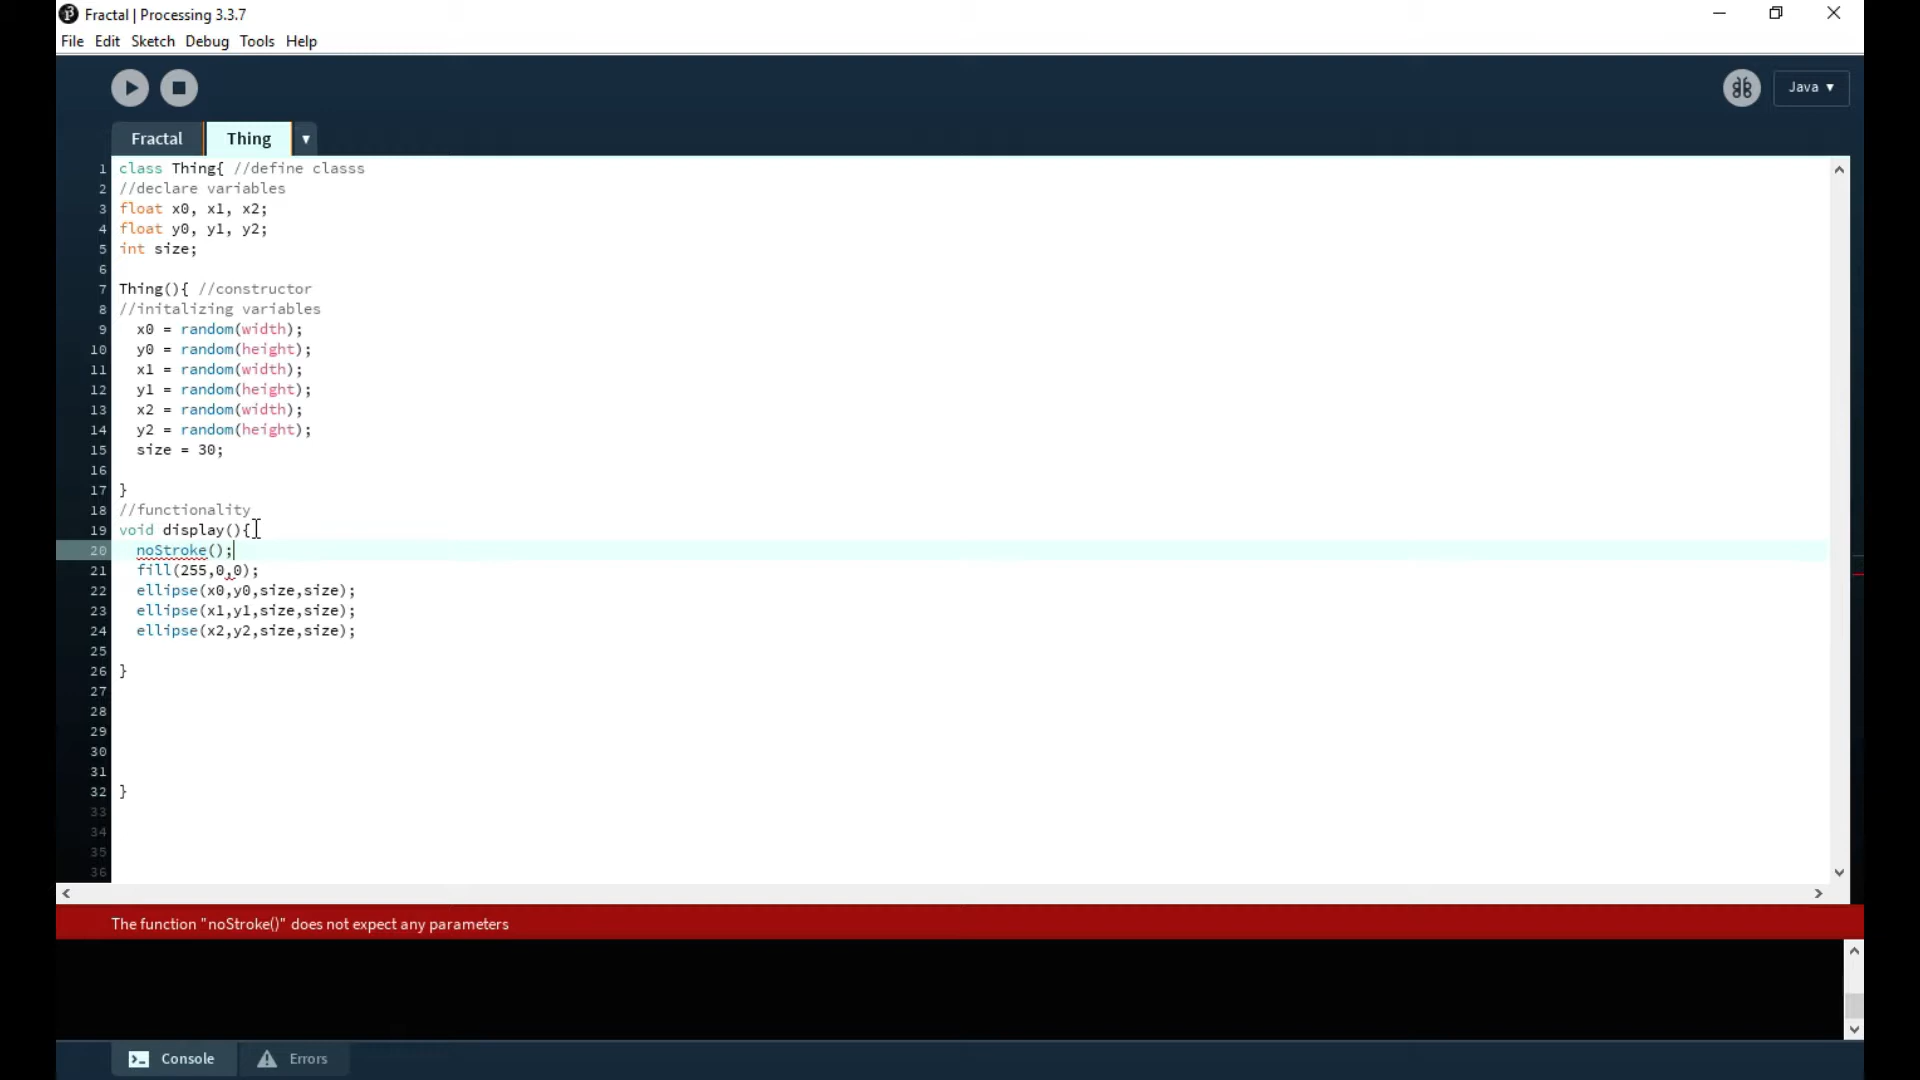 Fractal | Processing 3.3.7
File Edit Sketch Debug Tools Help
Java ▼
Fractal Thing ▼
1 class Thing{ //define classs
2 //declare variables
3 float x0, x1, x2;
4 float y0, y1, y2;
5 int size;
6
7 Thing(){ //constructor
8 //initalizing variables
9 x0 = random(width);
10 y0 = random(height);
11 x1 = random(width);
12 y1 = random(height);
13 x2 = random(width);
14 y2 = random(height);
15 size = 30;
16
17 }
18 //functionality
19 void display(){
20 noStroke();
21 fill(255,0,0);
22 ellipse(x0,y0,size,size);
23 ellipse(x1,y1,size,size);
24 ellipse(x2,y2,size,size);
25
26 }
27
28
29
30
31
32 }
33
34
35
36
The function "noStroke()" does not expect any parameters
Console Errors